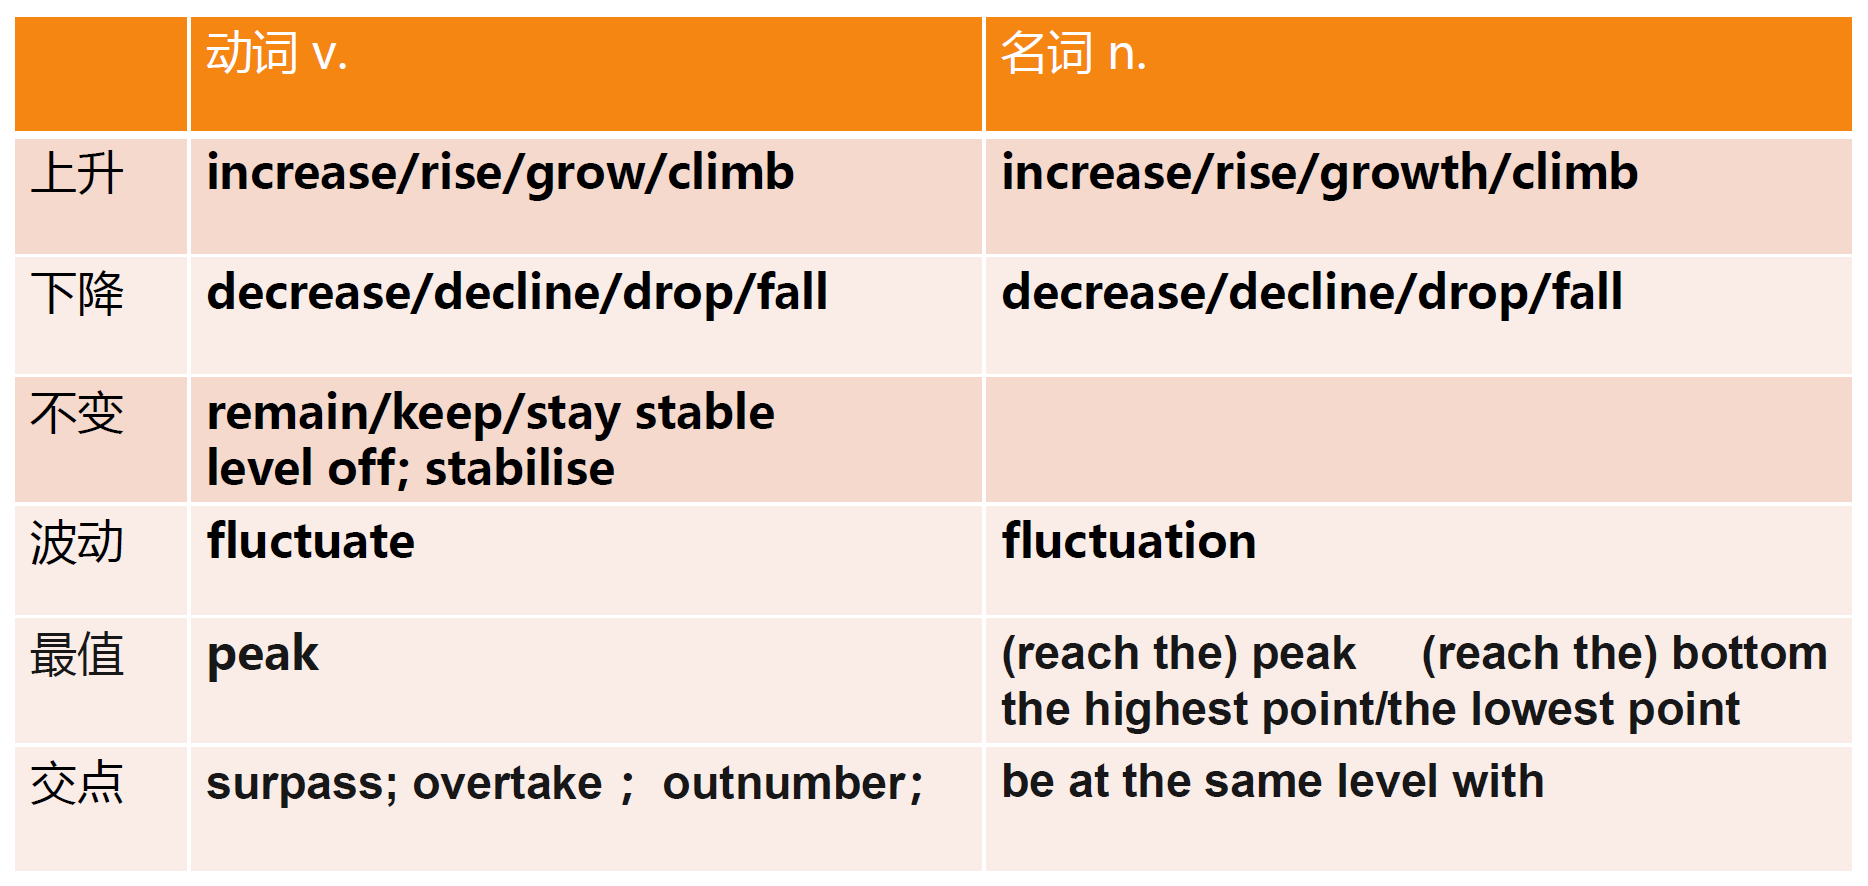 动词 v.
名词 n.
上升
increase/rise/grow/climb
increase/rise/growth/climb
下降
decrease/decline/drop/fall
decrease/decline/drop/fall
不变
remain/keep/stay stable
level off; stabilise
波动
fluctuate
fluctuation
最值
peak
(reach the) peak (reach the) bottom
the highest point/the lowest point
交点
surpass; overtake ；outnumber；
be at the same level with